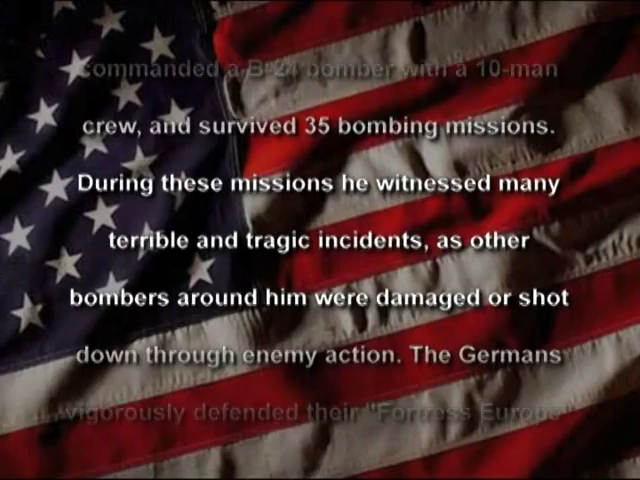 commanded a B-24 bomber with a 10-man
crew, and survived 35 bombing missions.
During these missions he witnessed many
terrible and tragic incidents, as other
bombers around him were damaged or shot
down through enemy action. The Germans
vigorously defended their "Fortress Europe"